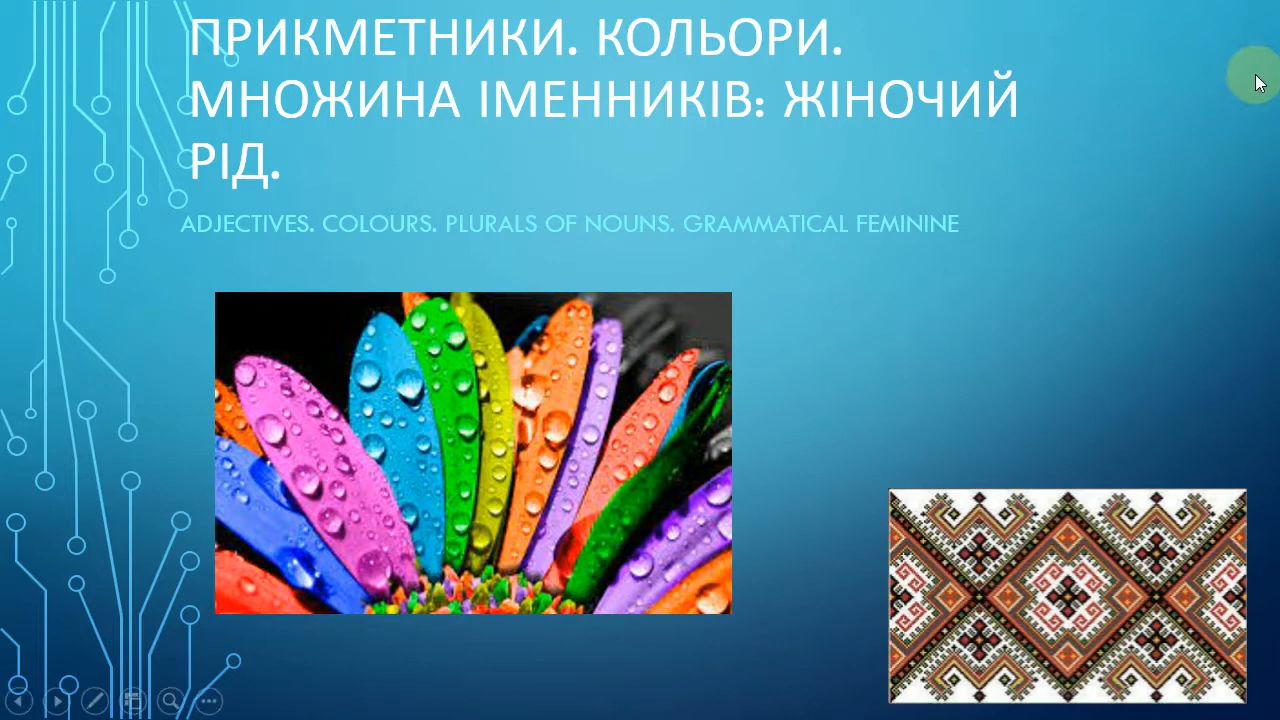 ПРИКМЕТНИКИ. КОЛЬОРИ.
МНОЖИНА ІМЕННИКІВ: ЖІНОЧИЙ
РІД.
ADJECTIVES. COLOURS. PLURALS OF NOUNS. GRAMMATICAL FEMININE